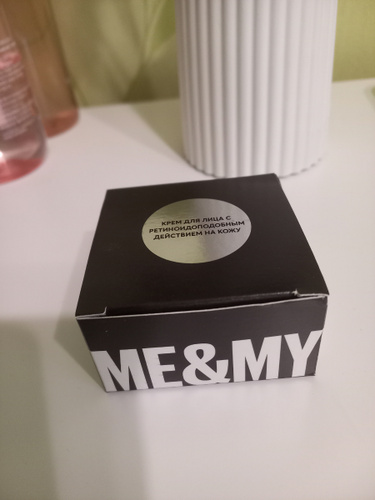 КРЕМ ДЛЯ ЛИЦА С
РЕТИНОИДОПОДОБНЫМ
ДЕЙСТВИЕМ НА КОЖУ
ME&MY